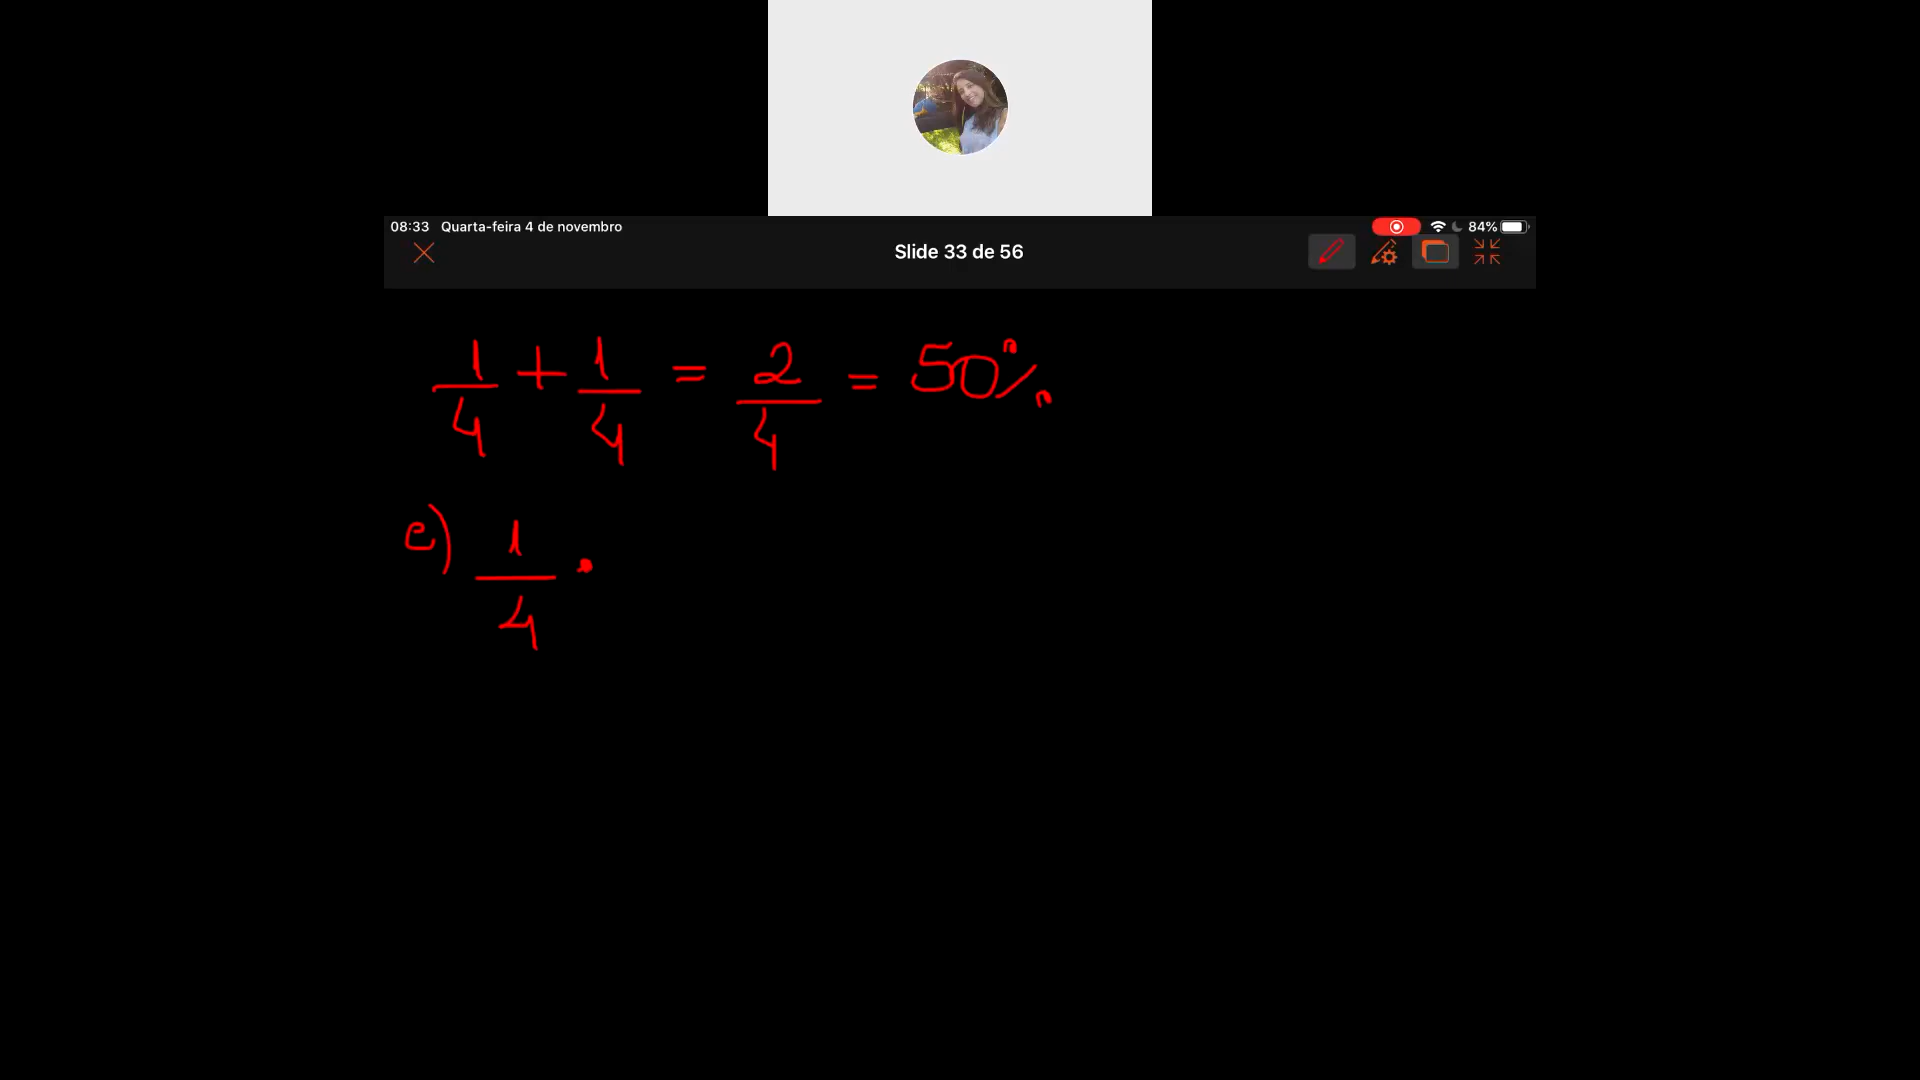 08:33 Quarta-feira 4 de novembro 84%
Slide 33 de 56
1/4 + 1/4 = 2/4 = 50%
e) 1/4 .